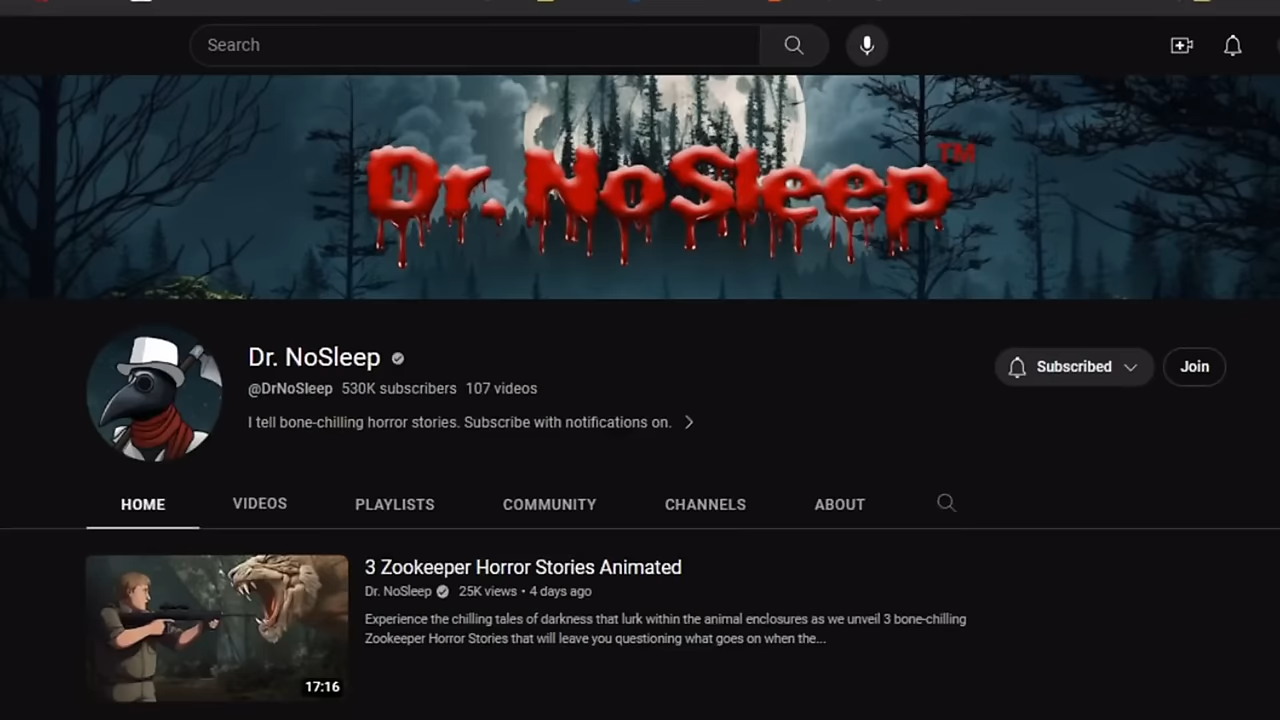 Search
Dr. NoSleep™
Dr. NoSleep
@DrNoSleep 530K subscribers 107 videos
I tell bone-chilling horror stories. Subscribe with notifications on.
Subscribed
Join
HOME VIDEOS PLAYLISTS COMMUNITY CHANNELS ABOUT
3 Zookeeper Horror Stories Animated
Dr. NoSleep 25K views • 4 days ago
Experience the chilling tales of darkness that lurk within the animal enclosures as we unveil 3 bone-chilling
Zookeeper Horror Stories that will leave you questioning what goes on when the...
17:16